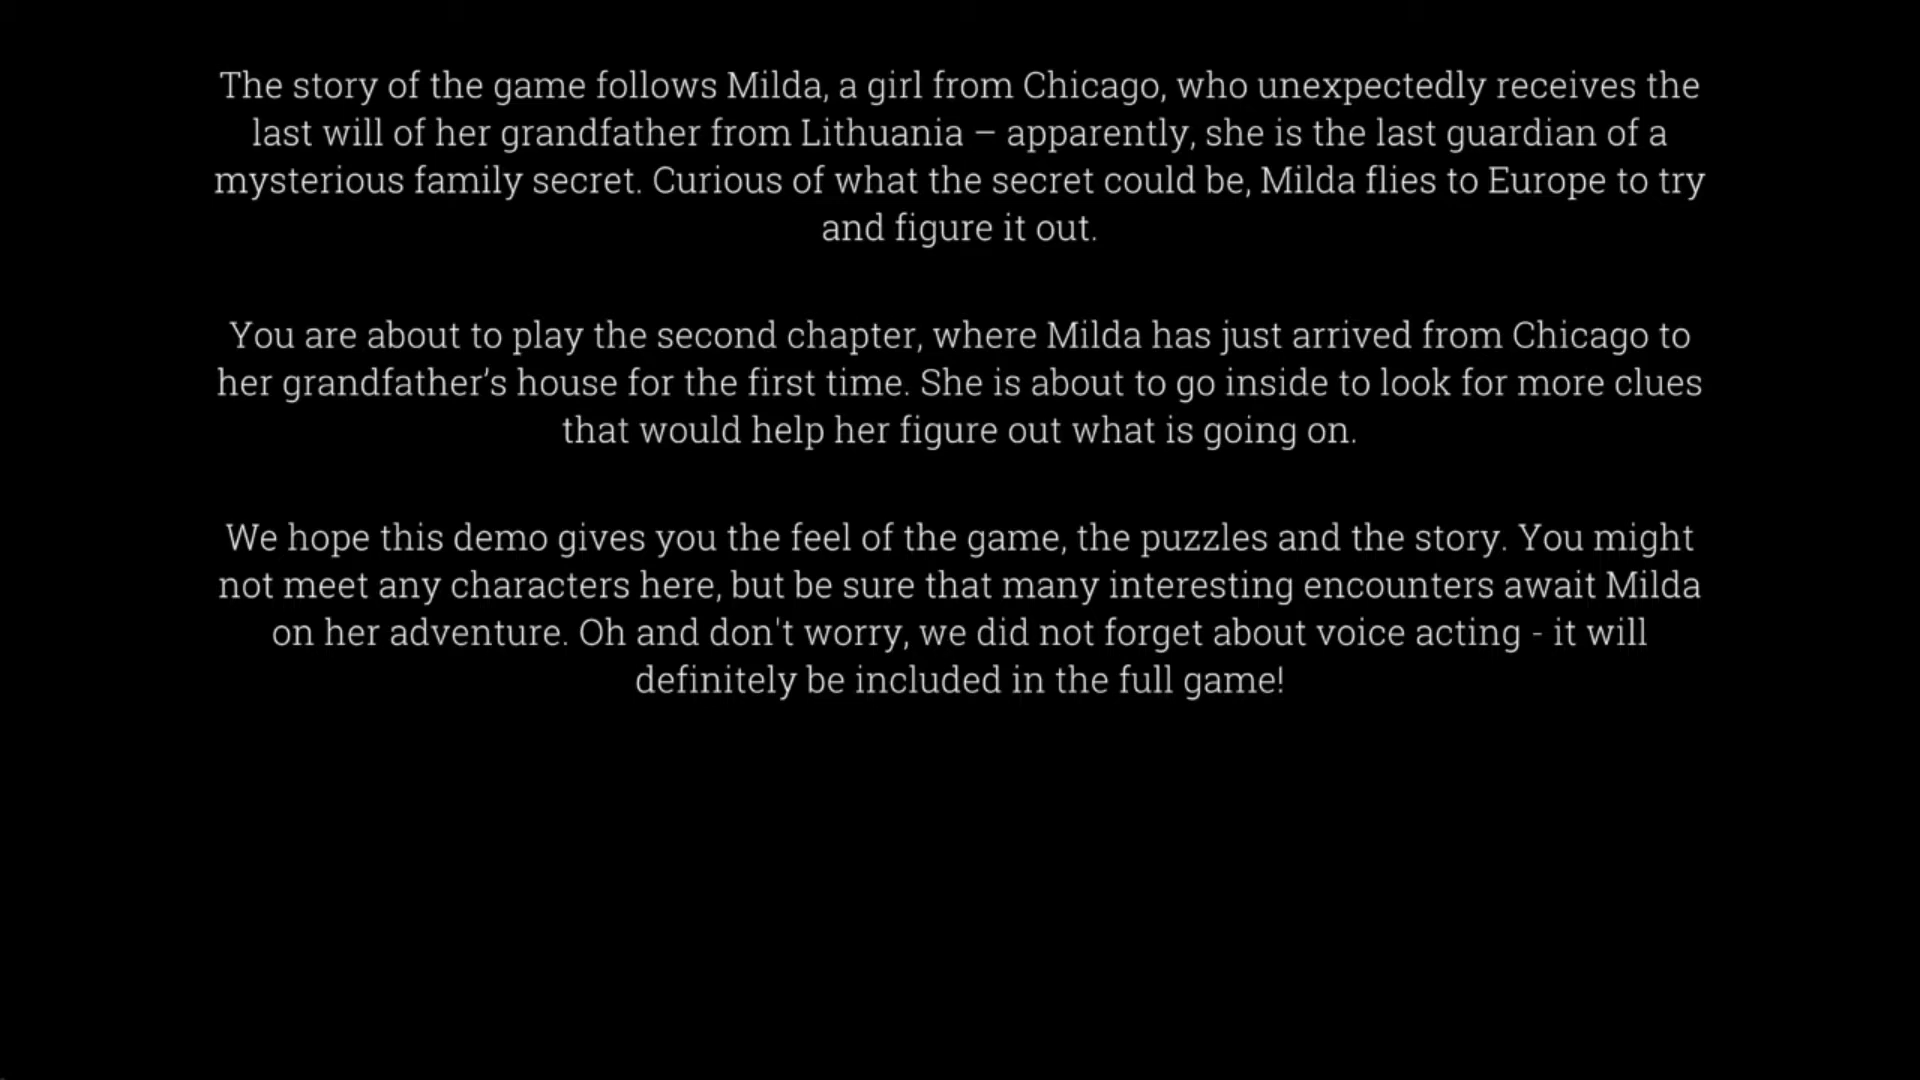 The story of the game follows Milda, a girl from Chicago, who unexpectedly receives the
last will of her grandfather from Lithuania – apparently, she is the last guardian of a
mysterious family secret. Curious of what the secret could be, Milda flies to Europe to try
and figure it out.
You are about to play the second chapter, where Milda has just arrived from Chicago to
her grandfather’s house for the first time. She is about to go inside to look for more clues
that would help her figure out what is going on.
We hope this demo gives you the feel of the game, the puzzles and the story. You might
not meet any characters here, but be sure that many interesting encounters await Milda
on her adventure. Oh and don't worry, we did not forget about voice acting - it will
definitely be included in the full game!